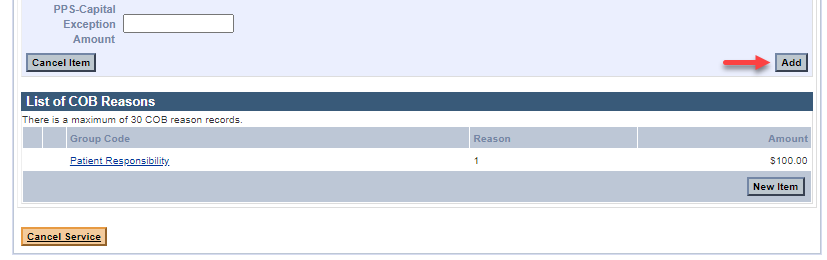 PPS-Capital
Exception
Amount
Cancel Item
Add
List of COB Reasons
There is a maximum of 30 COB reason records.
Group Code Reason Amount
Patient Responsibility 1 $100.00
New Item
Cancel Service